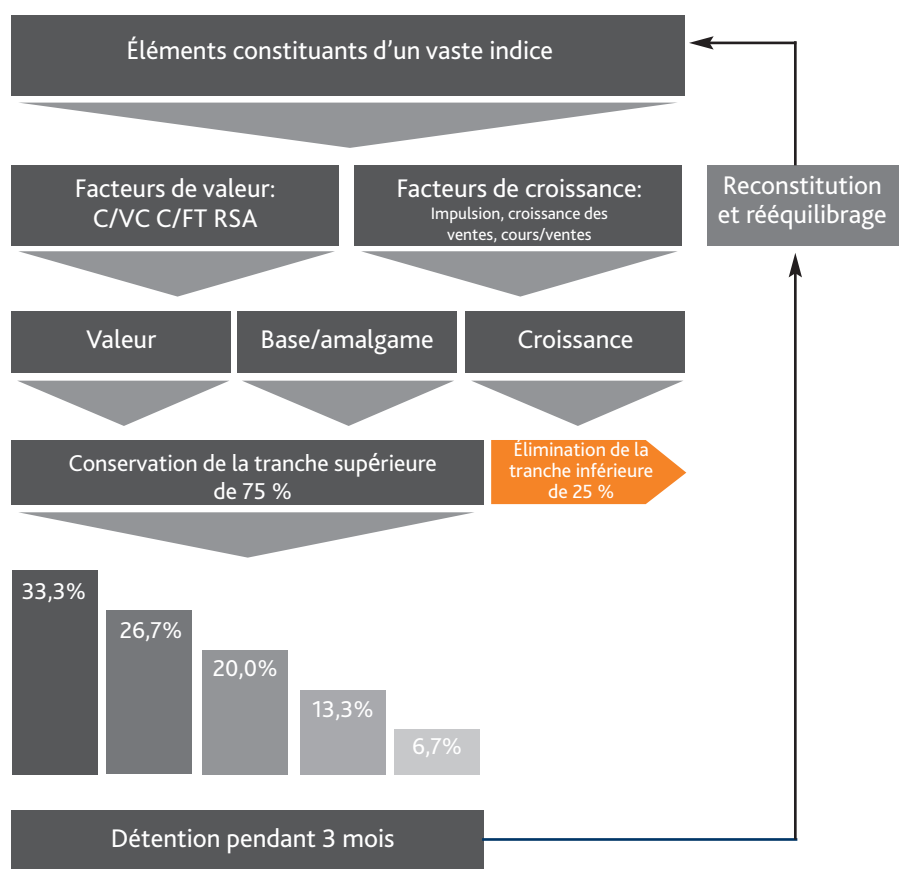 Éléments constituants d’un vaste indice
Facteurs de valeur:
C/VC C/FT RSA
Facteurs de croissance:
Impulsion, croissance des
ventes, cours/ventes
Reconstitution
et rééquilibrage
Valeur
Base/amalgame
Croissance
Conservation de la tranche supérieure
de 75 %
Élimination de la
tranche inférieure
de 25 %
33,3%
26,7%
20,0%
13,3%
6,7%
Détention pendant 3 mois